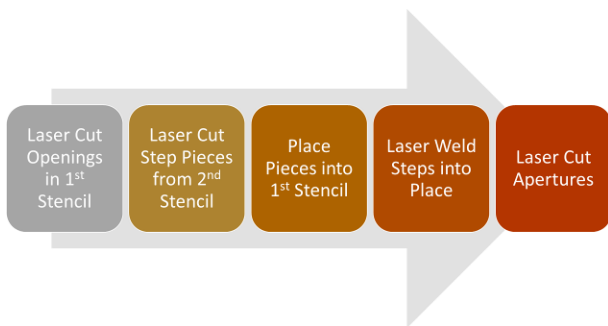 Laser Cut
Openings
in 1st
Stencil
Laser Cut
Step Pieces
from 2nd
Stencil
Place
Pieces into
1st Stencil
Laser Weld
Steps into
Place
Laser Cut
Apertures